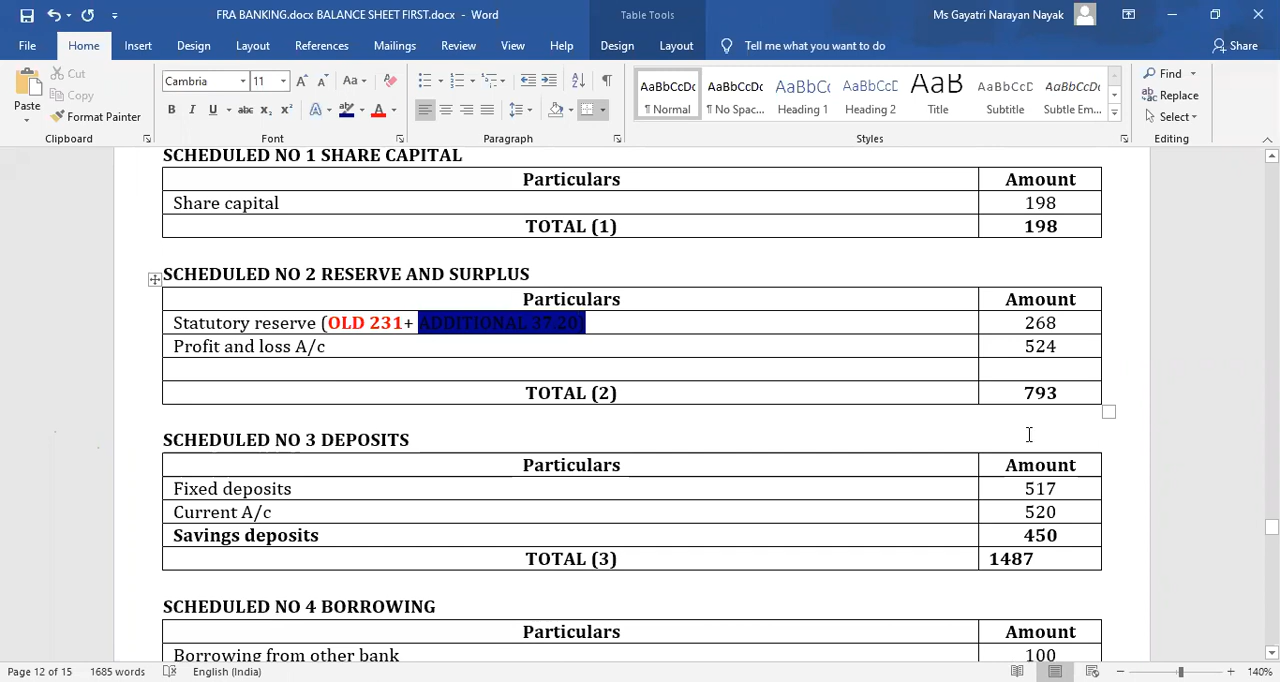 FRA BANKING.docx BALANCE SHEET FIRST.docx - Word
Table Tools
Ms Gayatri Narayan Nayak
File Home Insert Design Layout References Mailings Review View Help Design Layout Tell me what you want to do Share
Paste
Cut
Copy
Format Painter
Clipboard
Cambria 11
Font
Paragraph
AaBbCcDc ¶ Normal
AaBbCcDc ¶ No Spac...
AaBbCc Heading 1
AaBbCcD Heading 2
AaB Title
AaBbCcD Subtitle
AaBbCcDc Subtle Em...
Styles
Find
Replace
Select
Editing
SCHEDULED NO 1 SHARE CAPITAL
Particulars Amount
Share capital 198
TOTAL (1) 198
SCHEDULED NO 2 RESERVE AND SURPLUS
Particulars Amount
Statutory reserve (OLD 231+ ADDITIONAL 37.20) 268
Profit and loss A/c 524
TOTAL (2) 793
SCHEDULED NO 3 DEPOSITS
Particulars Amount
Fixed deposits 517
Current A/c 520
Savings deposits 450
TOTAL (3) 1487
SCHEDULED NO 4 BORROWING
Particulars Amount
Borrowing from other bank 100
Page 12 of 15 1685 words English (India) 140%